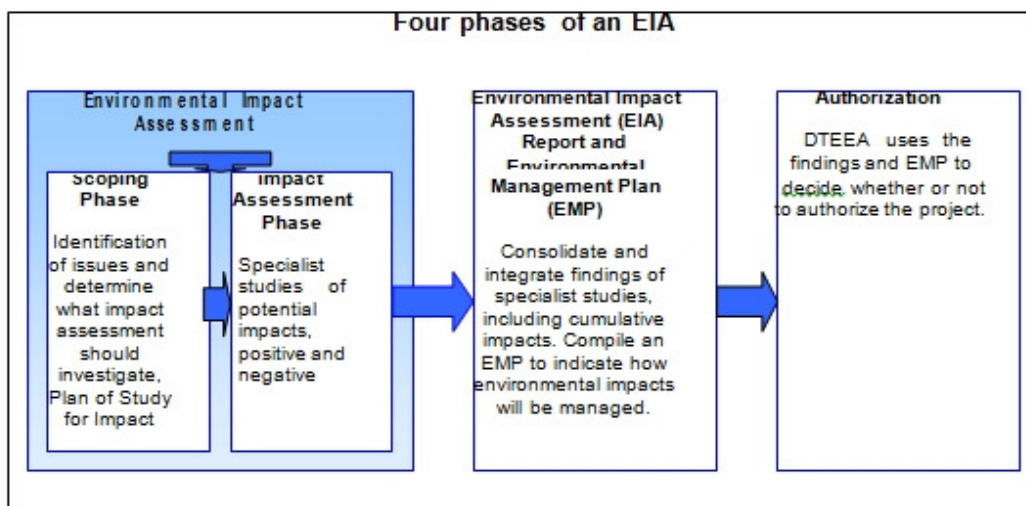 Four phases of an EIA
Environmental Impact
Assessment
Scoping
Phase
Identification
of issues and
determine
what impact
assessment
should
investigate,
Plan of Study
for Impact
Impact
Assessment
Phase
Specialist
studies of
potential
impacts,
positive and
negative
Environmental Impact
Assessment (EIA)
Report and
Environmental
Management Plan
(EMP)
Consolidate and
integrate findings of
specialist studies,
including cumulative
impacts. Compile an
EMP to indicate how
environmental impacts
will be managed.
Authorization
DTEEA uses the
findings and EMP to
decide whether or not
to authorize the project.